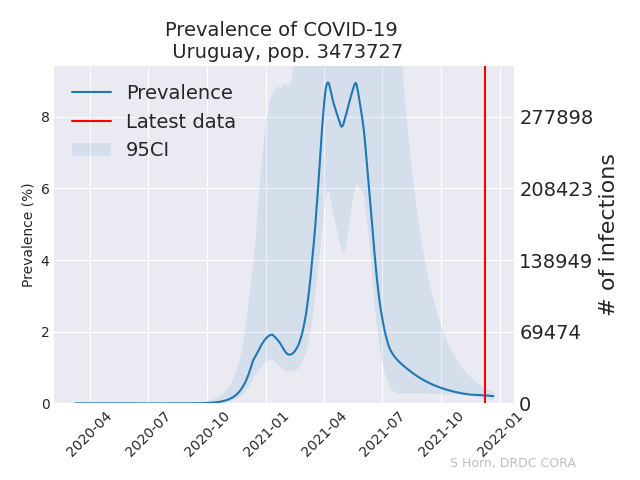 Prevalence of COVID-19
Uruguay, pop. 3473727
Prevalence
Latest data
95CI
Prevalence (%)
8
6
4
2
0
277898
208423
138949
69474
0
# of infections
2020-04
2020-07
2020-10
2021-01
2021-04
2021-07
2021-10
2022-01
S Horn, DRDC CORA